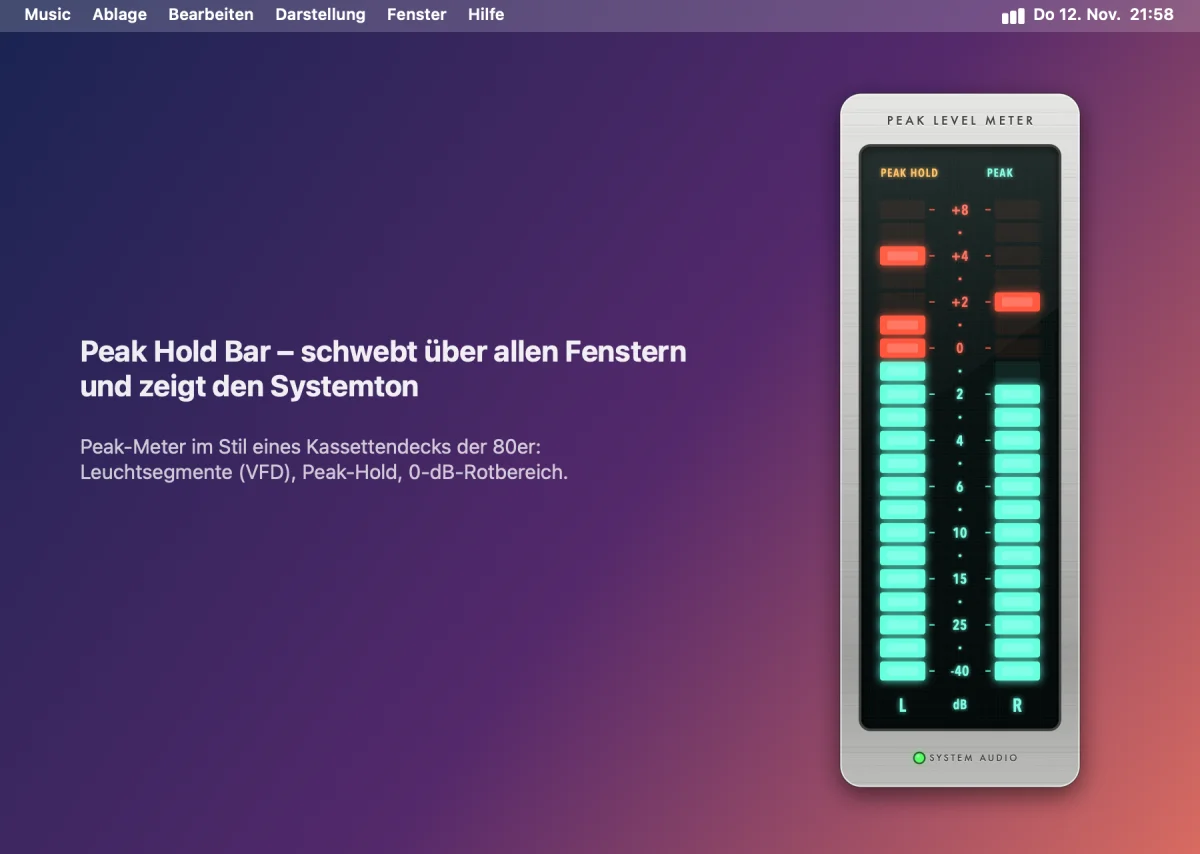 Music Ablage Bearbeiten Darstellung Fenster Hilfe Do 12. Nov. 21:58
PEAK LEVEL METER
PEAK HOLD PEAK
+8
+4
+2
0
2
4
6
10
15
25
-40
L dB R
SYSTEM AUDIO
Peak Hold Bar – schwebt über allen Fenstern
und zeigt den Systemton
Peak-Meter im Stil eines Kassettendecks der 80er:
Leuchtsegmente (VFD), Peak-Hold, 0-dB-Rotbereich.